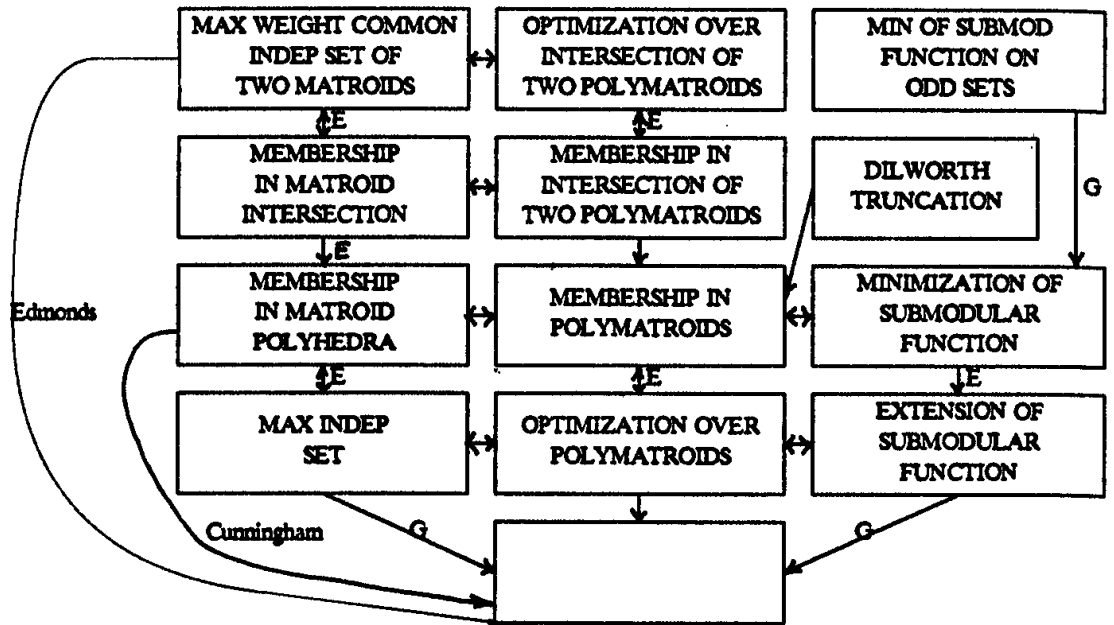 MAX WEIGHT COMMON
INDEP SET OF
TWO MATROIDS
OPTIMIZATION OVER
INTERSECTION OF
TWO POLYMATROIDS
MIN OF SUBMOD
FUNCTION ON
ODD SETS
E
E
MEMBERSHIP
IN MATROID
INTERSECTION
MEMBERSHIP IN
INTERSECTION OF
TWO POLYMATROIDS
DILWORTH
TRUNCATION
G
E
Edmonds
MEMBERSHIP
IN MATROID
POLYHEDRA
MEMBERSHIP IN
POLYMATROIDS
MINIMIZATION OF
SUBMODULAR
FUNCTION
E
E
E
MAX INDEP
SET
OPTIMIZATION OVER
POLYMATROIDS
EXTENSION OF
SUBMODULAR
FUNCTION
Cunningham
G
G